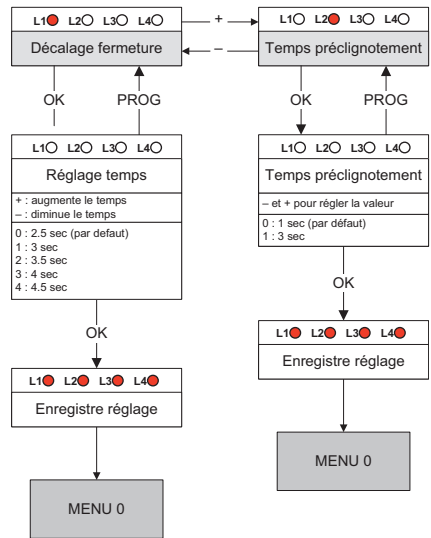 L1 L2 L3 L4
Décalage fermeture
+
–
L1 L2 L3 L4
Temps préclignotement
OK
PROG
OK
PROG
L1 L2 L3 L4
Réglage temps
+ : augmente le temps
– : diminue le temps
0 : 2.5 sec (par defaut)
1 : 3 sec
2 : 3.5 sec
3 : 4 sec
4 : 4.5 sec
L1 L2 L3 L4
Temps préclignotement
– et + pour régler la valeur
0 : 1 sec (par défaut)
1 : 3 sec
OK
OK
L1 L2 L3 L4
Enregistre réglage
L1 L2 L3 L4
Enregistre réglage
MENU 0
MENU 0